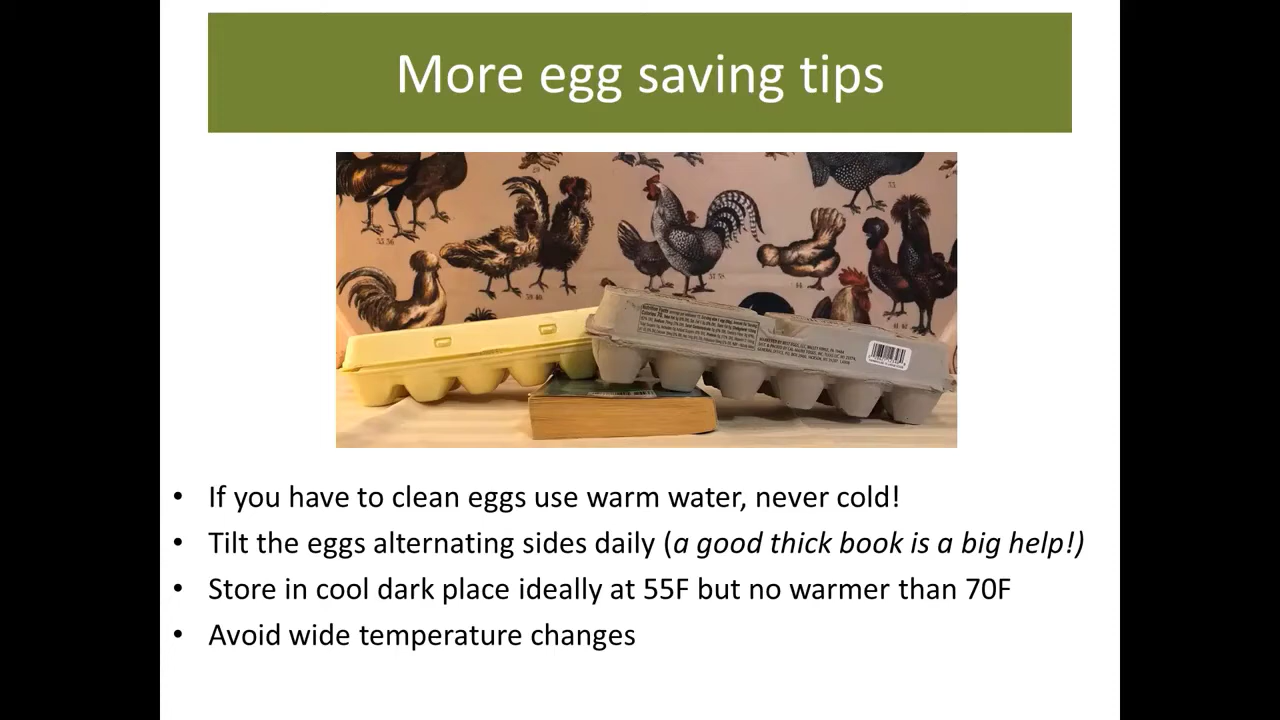 More egg saving tips
• If you have to clean eggs use warm water, never cold!
• Tilt the eggs alternating sides daily (a good thick book is a big help!)
• Store in cool dark place ideally at 55F but no warmer than 70F
• Avoid wide temperature changes